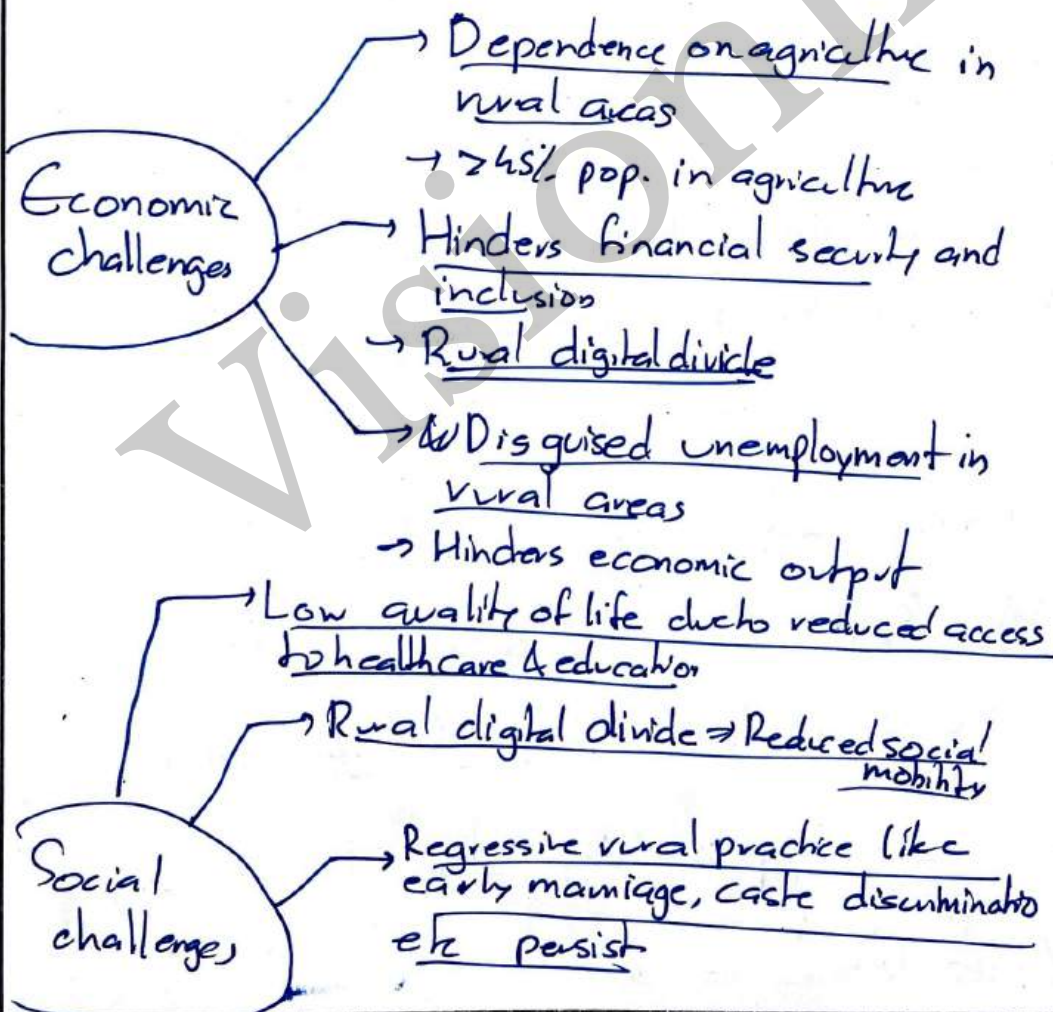 Economic
challenges
→ Dependence on agriculture in
rural areas
→ >45% pop. in agriculture
→ Hinders financial security and
inclusion
→ Rural digital divide
→ Disguised unemployment in
rural areas
→ Hinders economic output
Social
challenges
→ Low quality of life due to reduced access
to healthcare & education
→ Rural digital divide ⇒ Reduced social
mobility
→ Regressive rural practice like
early marriage, caste discriminatio
etc persist
Vision